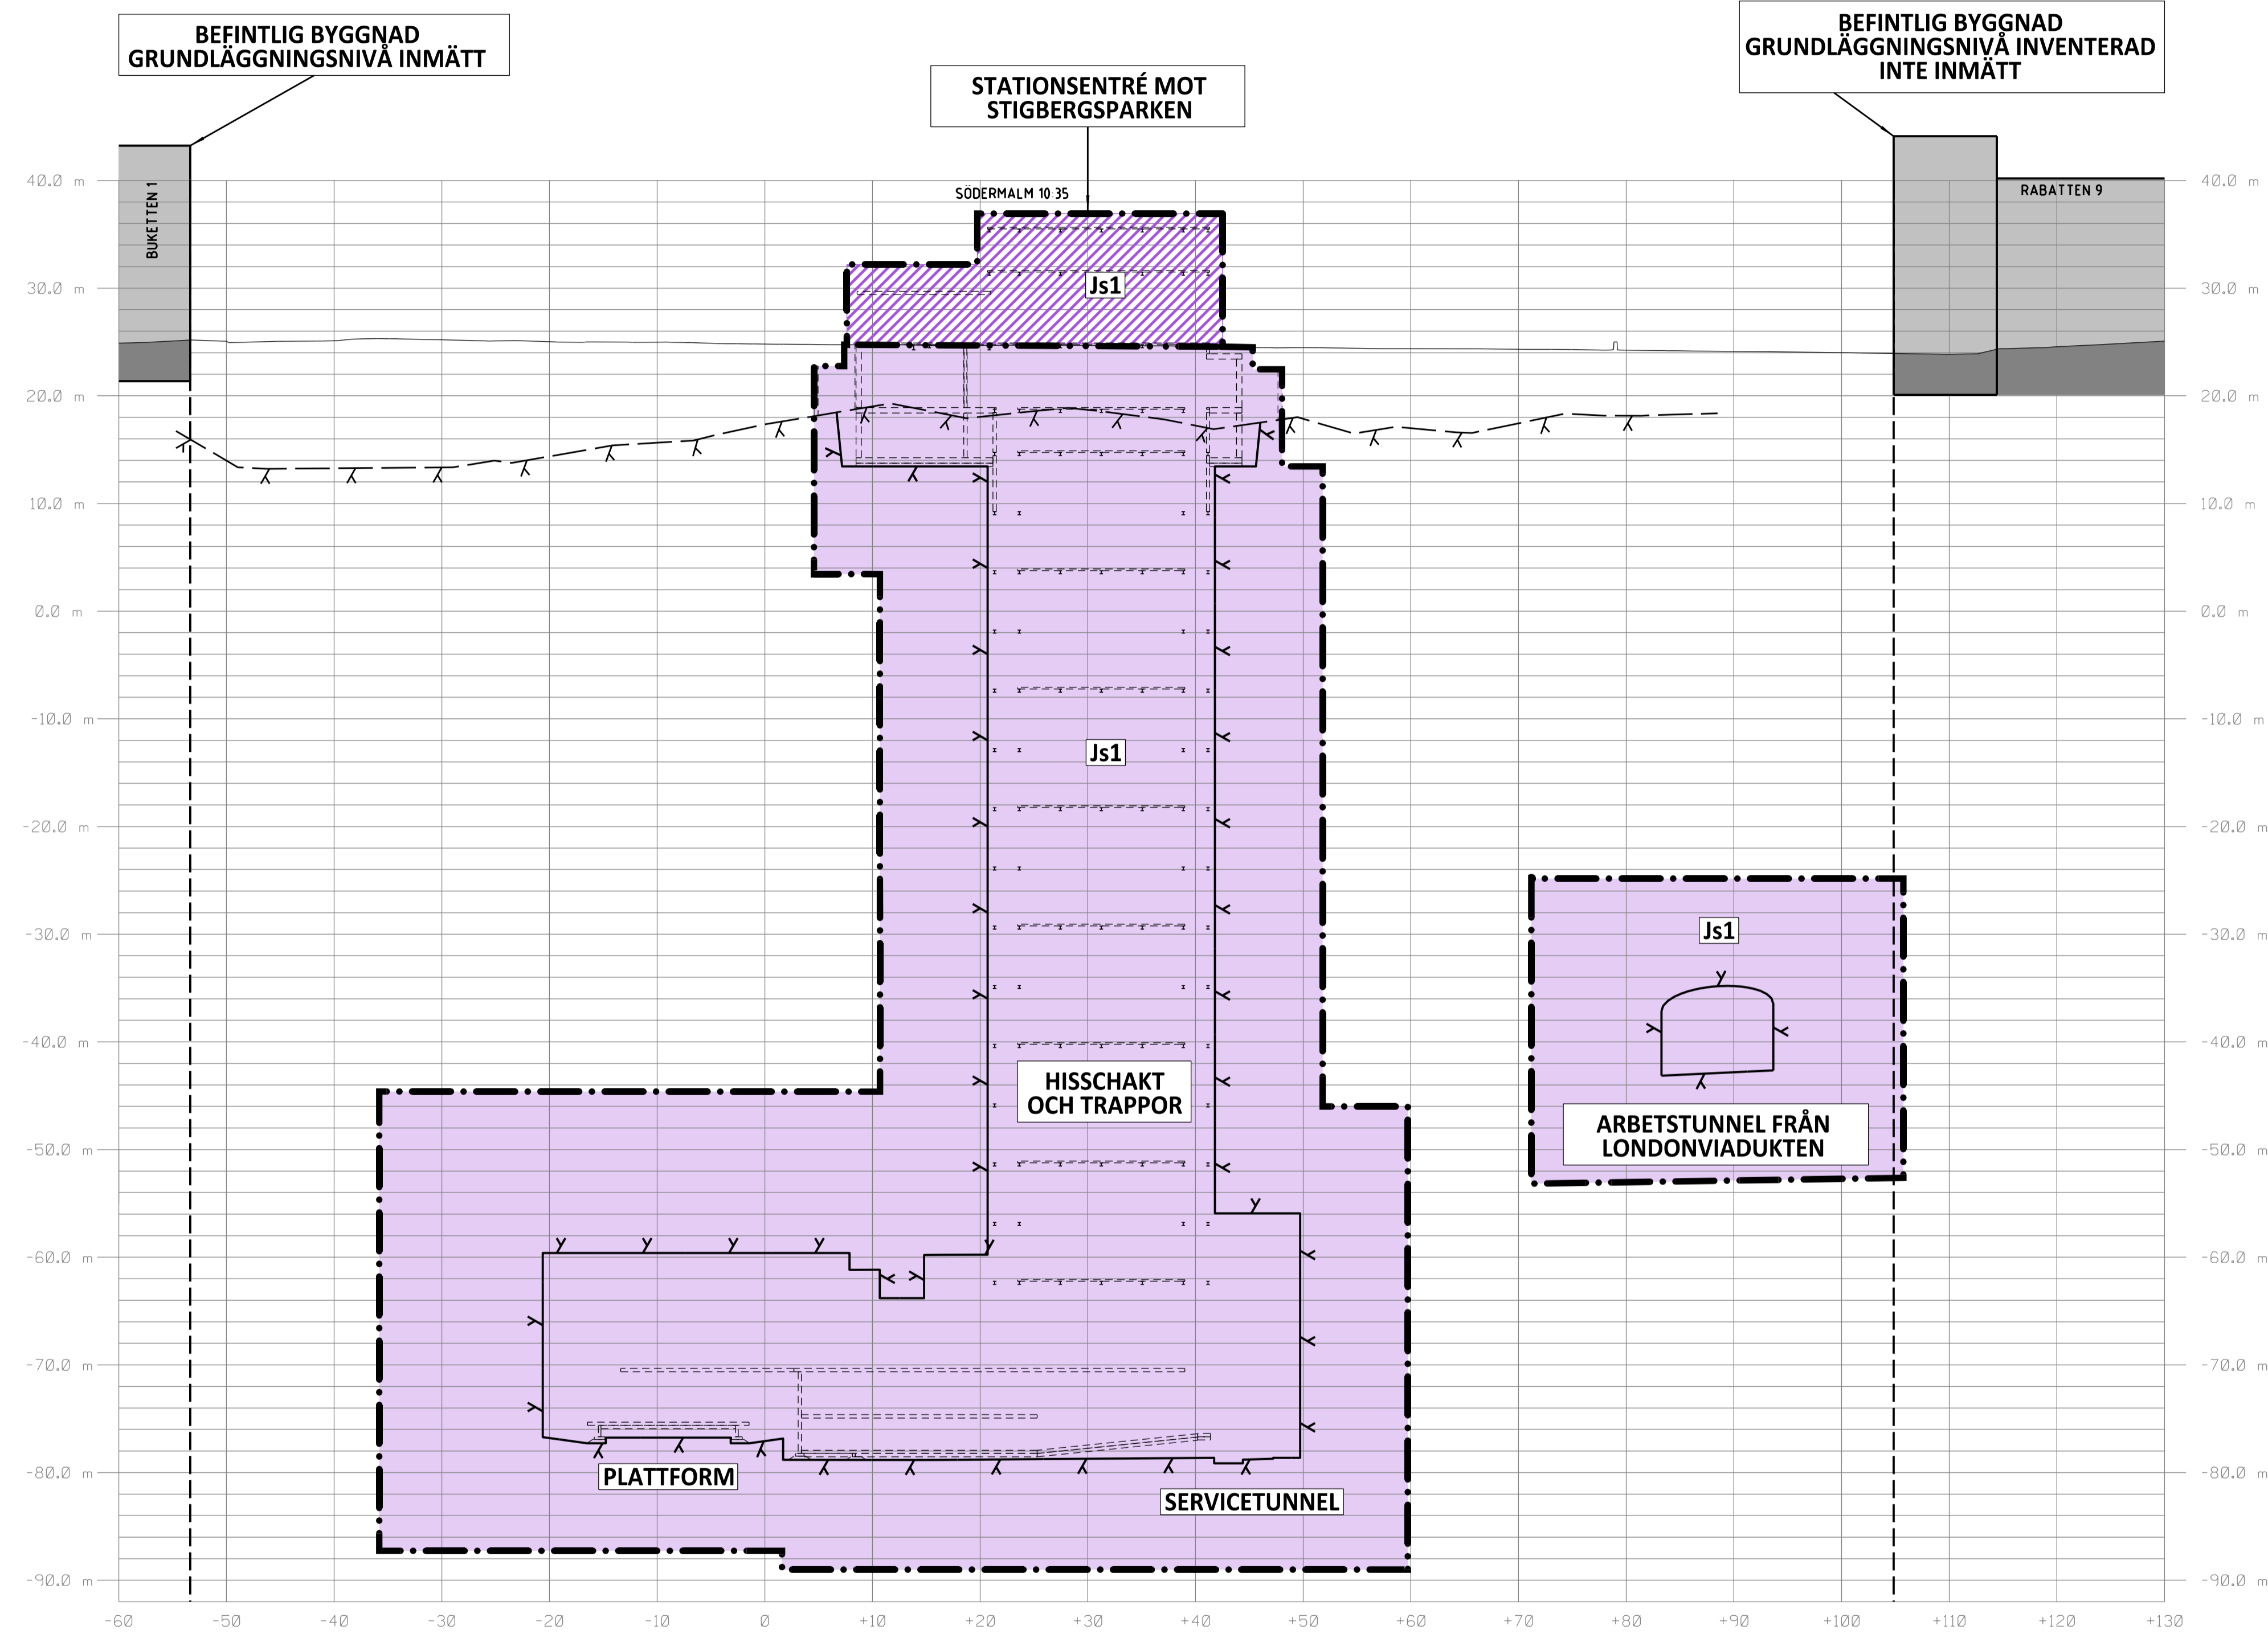 BEFINTLIG BYGGNAD
GRUNDLÄGGNINGSNIVÅ INMÄTT
BEFINTLIG BYGGNAD
GRUNDLÄGGNINGSNIVÅ INVENTERAD
INTE INMÄTT
STATIONSENTRÉ MOT
STIGBERGSPARKEN
BUKETTEN 1
SÖDERMALM 10:35
RABATTEN 9
40.0 m
40.0 m
Js1
30.0 m
30.0 m
20.0 m
20.0 m
10.0 m
10.0 m
0.0 m
0.0 m
-10.0 m
-10.0 m
Js1
-20.0 m
-20.0 m
Js1
-30.0 m
-30.0 m
-40.0 m
-40.0 m
HISSCHAKT
OCH TRAPPOR
ARBETSTUNNEL FRÅN
LONDONVIADUKTEN
-50.0 m
-50.0 m
-60.0 m
-60.0 m
-70.0 m
-70.0 m
-80.0 m
-80.0 m
PLATTFORM
SERVICETUNNEL
-90.0 m
-90.0 m
-60 -50 -40 -30 -20 -10 0 +10 +20 +30 +40 +50 +60 +70 +80 +90 +100 +110 +120 +130